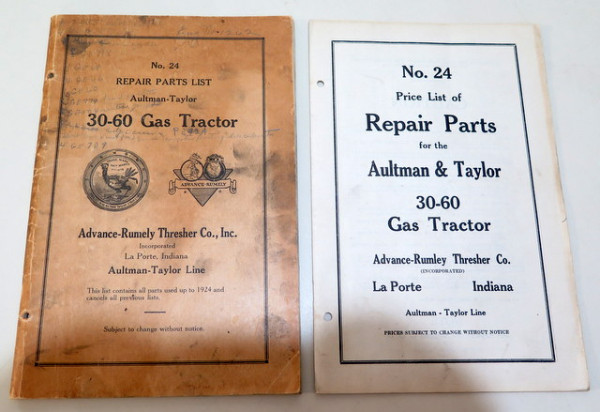 No. 24
REPAIR PARTS LIST
Aultman-Taylor
30-60 Gas Tractor
ADVANCE-RUMELY
Advance-Rumely Thresher Co., Inc.
Incorporated
La Porte, Indiana
Aultman-Taylor Line
This list contains all parts used up to 1924 and
cancels all previous lists.
Subject to change without notice.
No. 24
Price List of
Repair Parts
for the
Aultman & Taylor
30-60
Gas Tractor
Advance-Rumley Thresher Co.
(INCORPORATED)
La Porte Indiana
Aultman - Taylor Line
PRICES SUBJECT TO CHANGE WITHOUT NOTICE